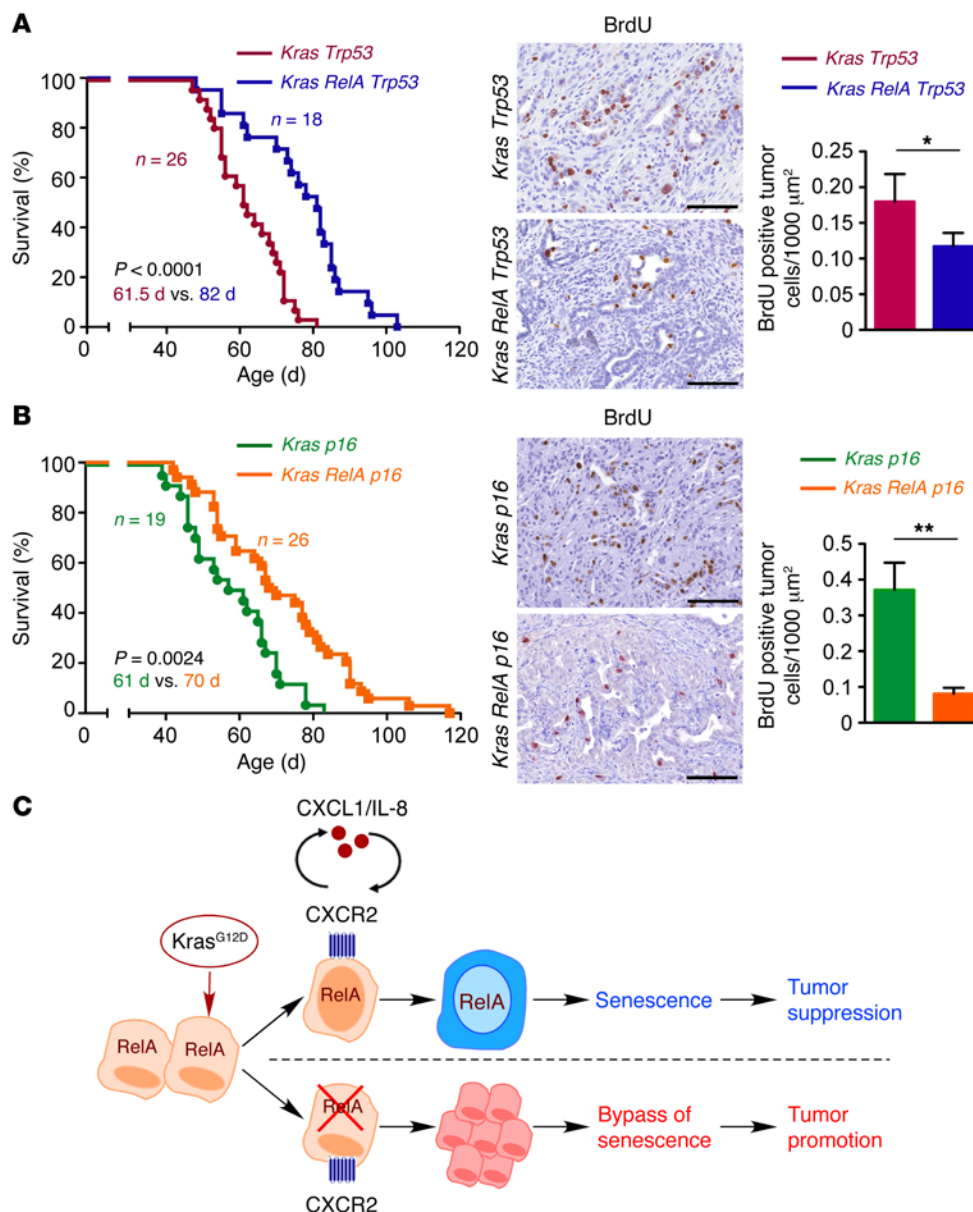 A
Kras Trp53
Kras RelA Trp53
Survival (%)
100
80
60
40
20
0
n = 18
n = 26
P < 0.0001
61.5 d vs. 82 d
0 40 60 80 100 120
Age (d)
BrdU
Kras Trp53
Kras RelA Trp53
Kras Trp53
Kras RelA Trp53
BrdU positive tumor
cells/1000 µm²
0.25
0.20
0.15
0.10
0.05
0
*
B
Kras p16
Kras RelA p16
Survival (%)
100
80
60
40
20
0
n = 19
n = 26
P = 0.0024
61 d vs. 70 d
0 40 60 80 100 120
Age (d)
BrdU
Kras p16
Kras RelA p16
Kras p16
Kras RelA p16
BrdU positive tumor
cells/1000 µm²
0.5
0.4
0.3
0.2
0.1
0
**
C
CXCL1/IL-8
CXCR2
Kras^G12D
RelA
RelA
RelA
RelA
Senescence
Tumor
suppression
RelA
CXCR2
Bypass of
senescence
Tumor
promotion